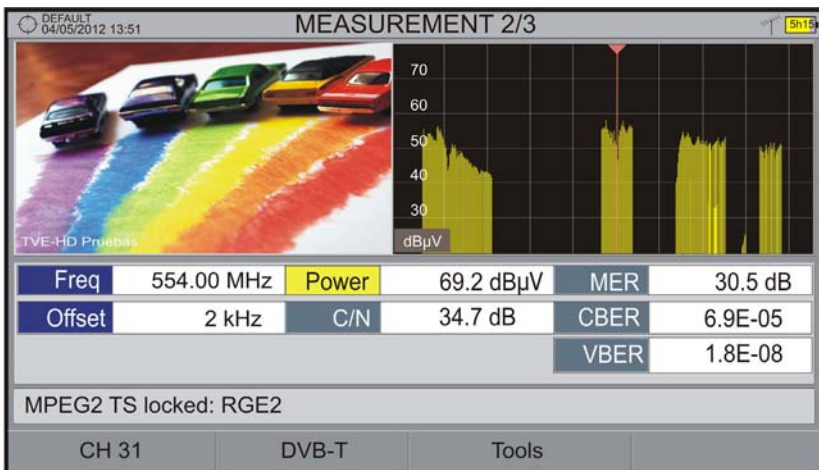 DEFAULT
04/05/2012 13:51
MEASUREMENT 2/3
5h15
70
60
50
40
30
dBµV
TVE-HD Pruebas
Freq 554.00 MHz Power 69.2 dBµV MER 30.5 dB
Offset 2 kHz C/N 34.7 dB CBER 6.9E-05
VBER 1.8E-08
MPEG2 TS locked: RGE2
CH 31 DVB-T Tools